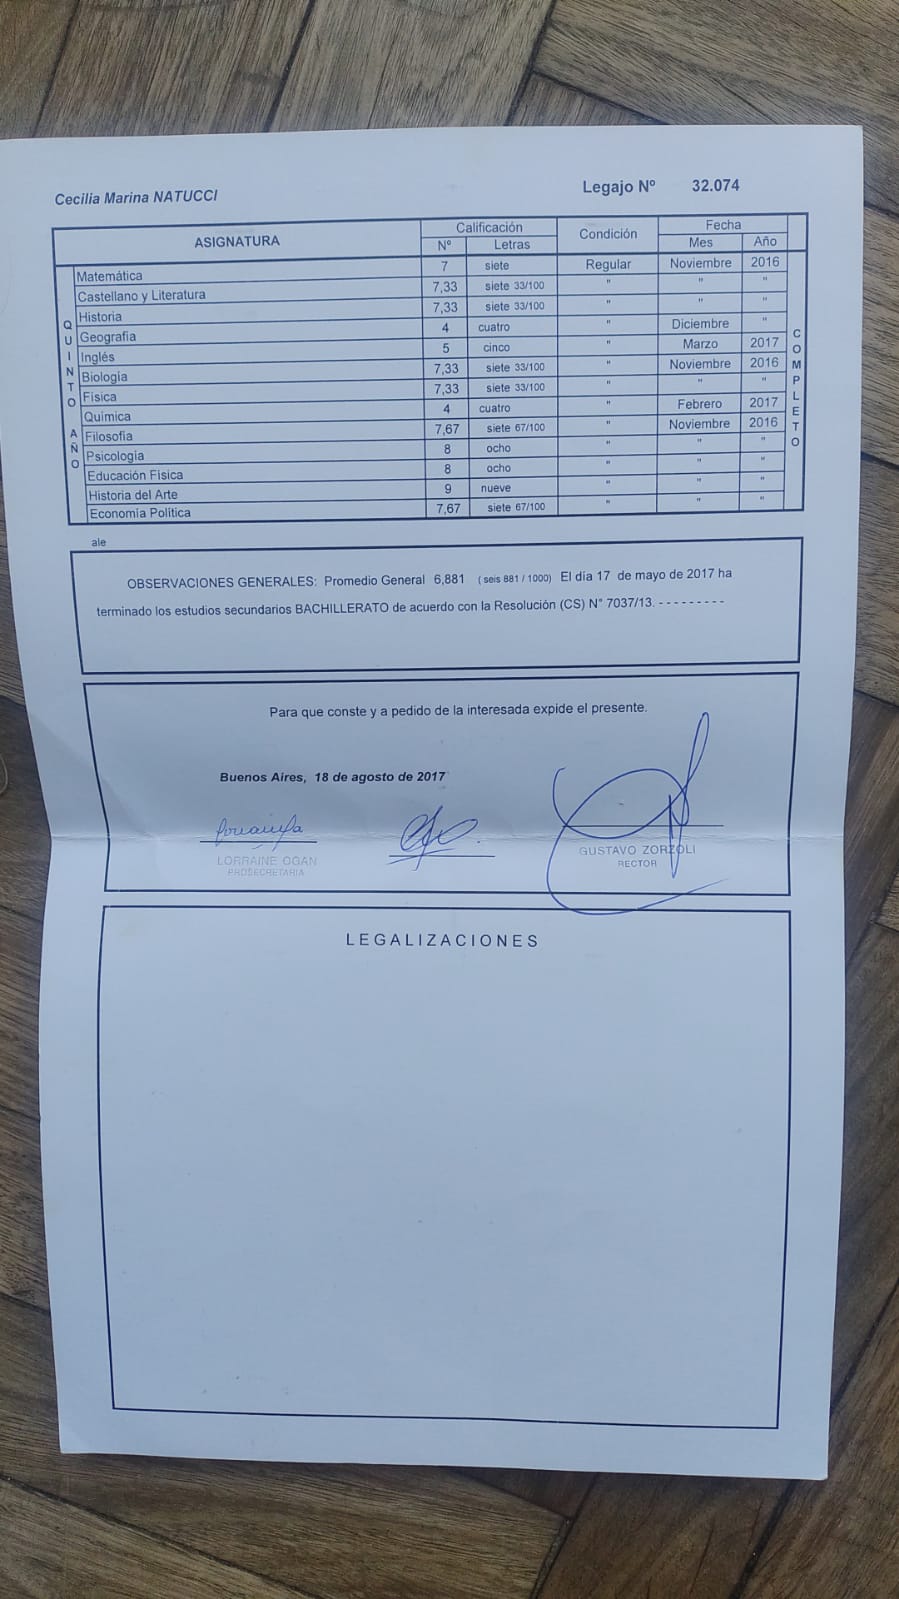 Cecilia Marina NATUCCI Legajo Nº 32.074
ASIGNATURA Calificación Condición Fecha
Nº Letras Mes Año
QUINTO AÑO
COMPLETO
Matemática 7 siete Regular Noviembre 2016
Castellano y Literatura 7,33 siete 33/100 " " "
Historia 7,33 siete 33/100 " " "
Geografía 4 cuatro " Diciembre "
Inglés 5 cinco " Marzo 2017
Biología 7,33 siete 33/100 " Noviembre 2016
Física 7,33 siete 33/100 " " "
Química 4 cuatro " Febrero 2017
Filosofía 7,67 siete 67/100 " Noviembre 2016
Psicología 8 ocho " " "
Educación Física 8 ocho " " "
Historia del Arte 9 nueve " " "
Economía Política 7,67 siete 67/100 " " "
ale
OBSERVACIONES GENERALES: Promedio General 6,881 (seis 881 / 1000) El día 17 de mayo de 2017 ha
terminado los estudios secundarios BACHILLERATO de acuerdo con la Resolución (CS) N° 7037/13. - - - - - - - - -
Para que conste y a pedido de la interesada expide el presente.
Buenos Aires, 18 de agosto de 2017
LORRAINE OGAN
PROSECRETARIA
GUSTAVO ZORZOLI
RECTOR
LEGALIZACIONES